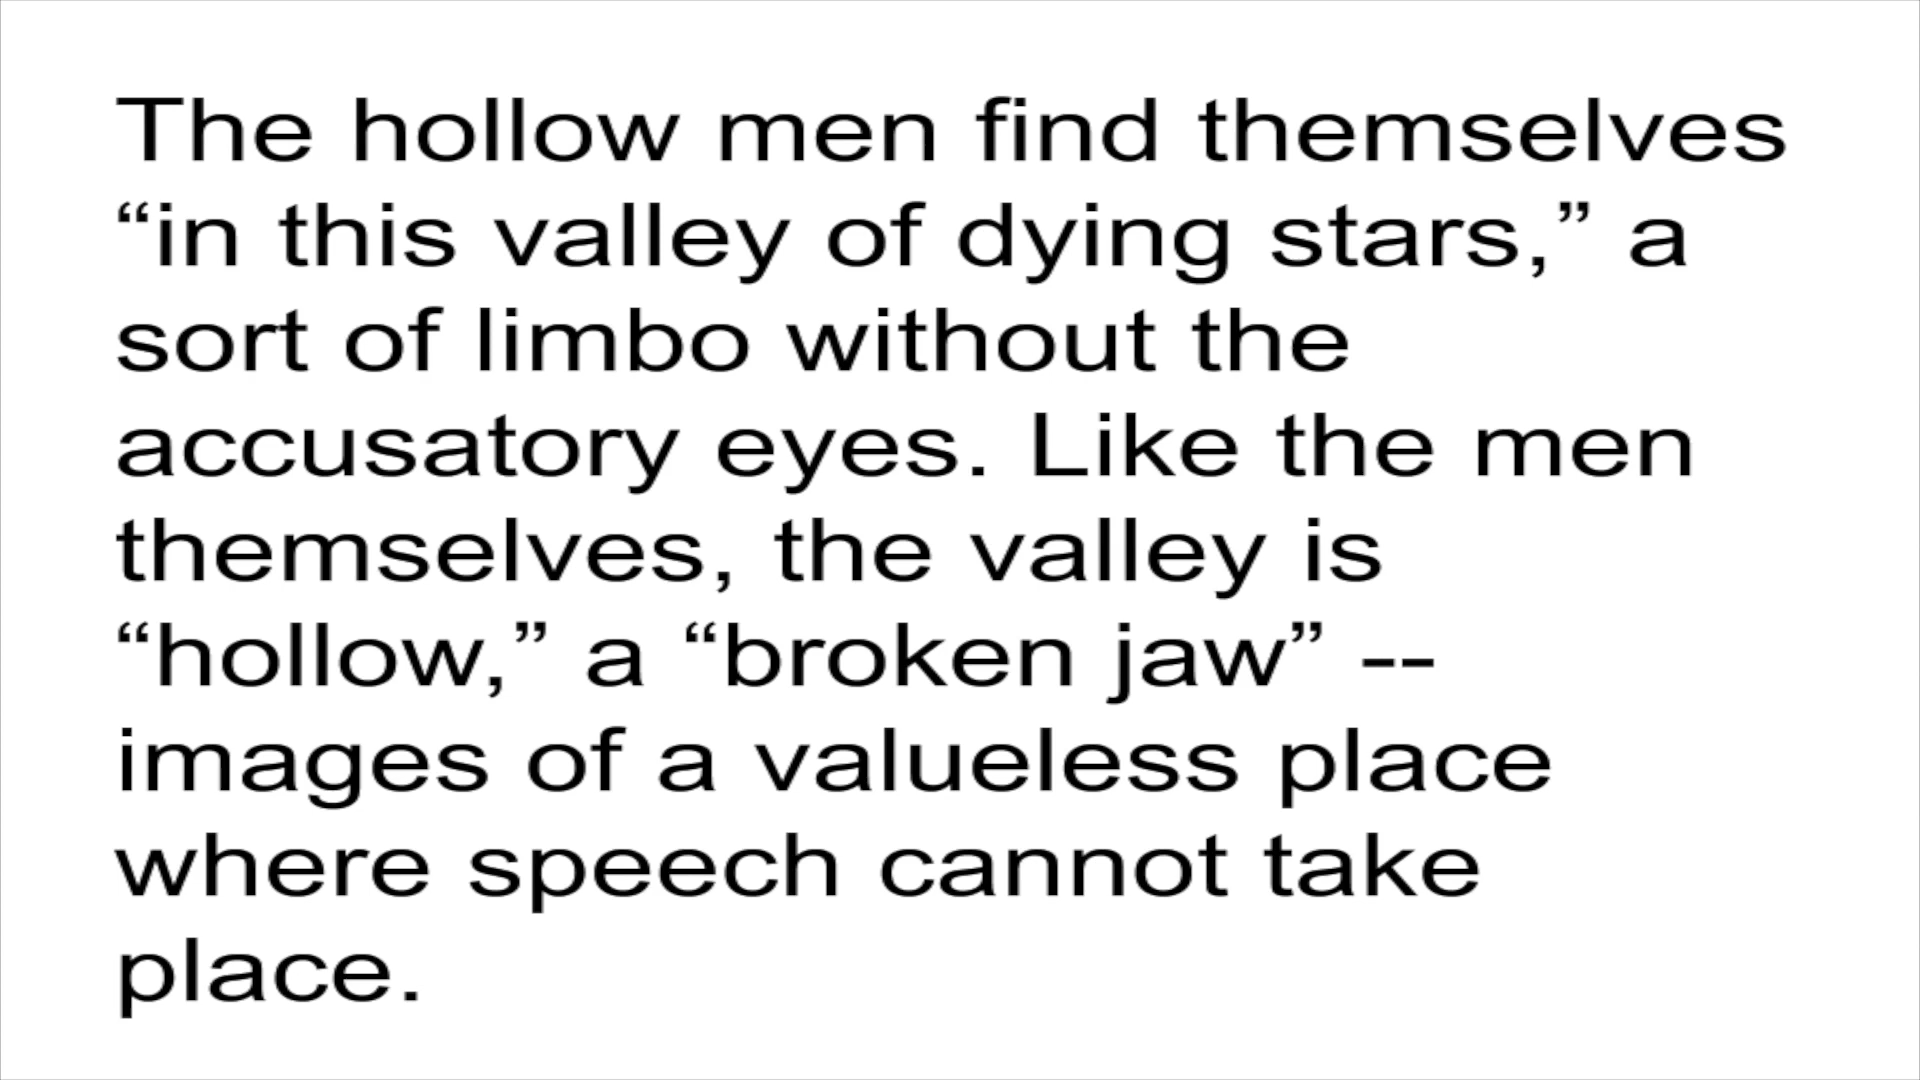 The hollow men find themselves
“in this valley of dying stars,” a
sort of limbo without the
accusatory eyes. Like the men
themselves, the valley is
“hollow,” a “broken jaw” --
images of a valueless place
where speech cannot take
place.